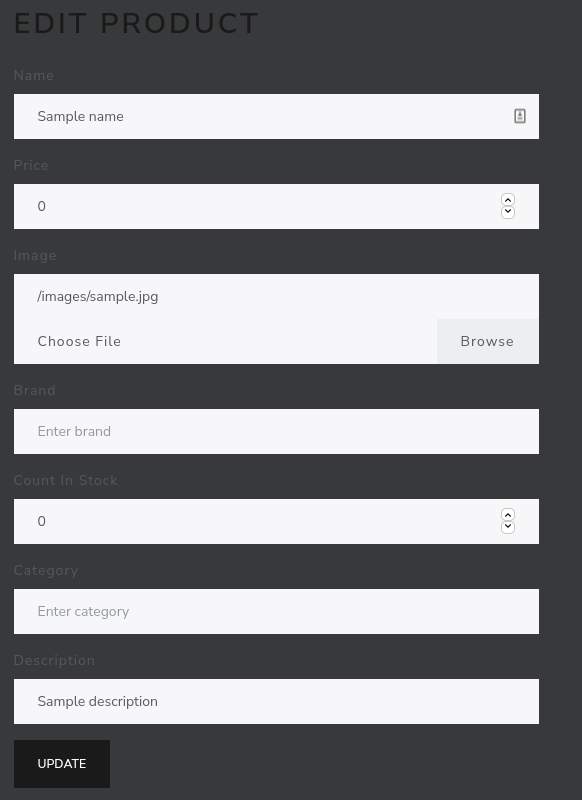 EDIT PRODUCT
Name
Sample name
Price
0
Image
/images/sample.jpg
Choose File Browse
Brand
Enter brand
Count In Stock
0
Category
Enter category
Description
Sample description
UPDATE